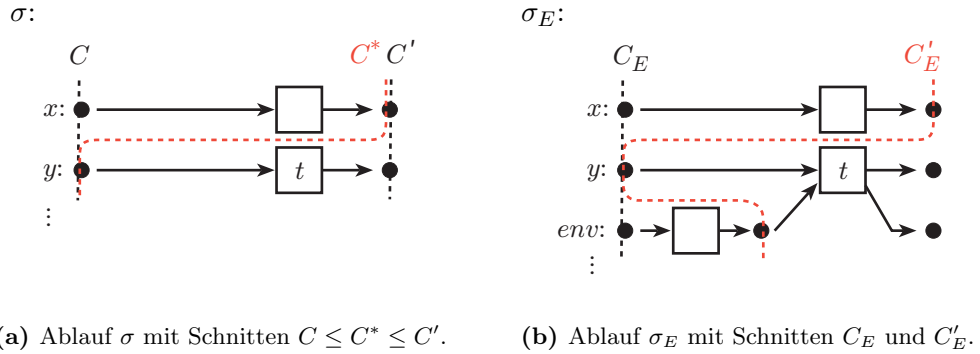 σ:
C
C* C'
x:
y:
t
⋮
(a) Ablauf σ mit Schnitten C ≤ C* ≤ C'.
σ_E:
C_E
C'_E
x:
y:
t
env:
⋮
(b) Ablauf σ_E mit Schnitten C_E und C'_E.